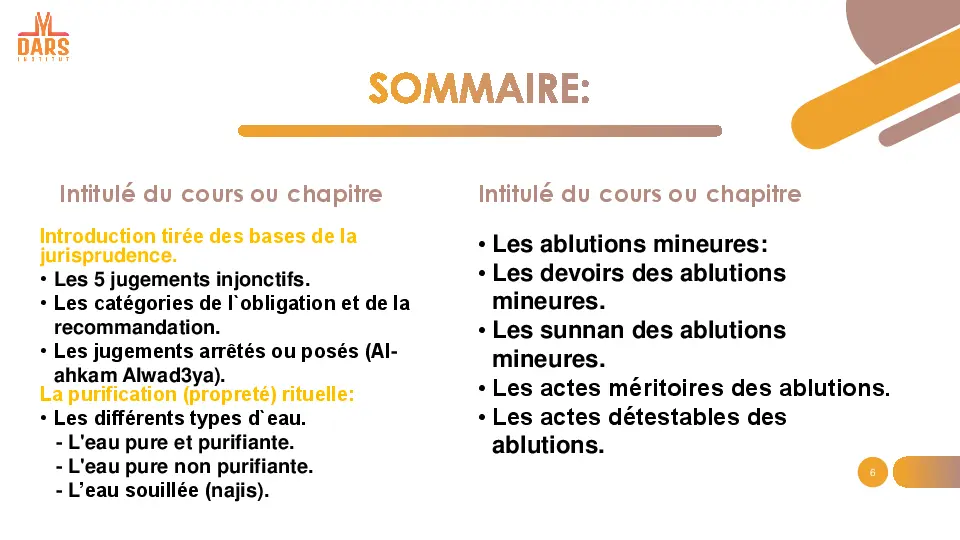 DARS
INSTITUT
SOMMAIRE:
Intitulé du cours ou chapitre
Introduction tirée des bases de la
jurisprudence.
• Les 5 jugements injonctifs.
• Les catégories de l`obligation et de la
recommandation.
• Les jugements arrêtés ou posés (Al-
ahkam Alwad3ya).
La purification (propreté) rituelle:
• Les différents types d`eau.
- L'eau pure et purifiante.
- L'eau pure non purifiante.
- L’eau souillée (najis).
Intitulé du cours ou chapitre
• Les ablutions mineures:
• Les devoirs des ablutions
mineures.
• Les sunnan des ablutions
mineures.
• Les actes méritoires des ablutions.
• Les actes détestables des
ablutions.
6